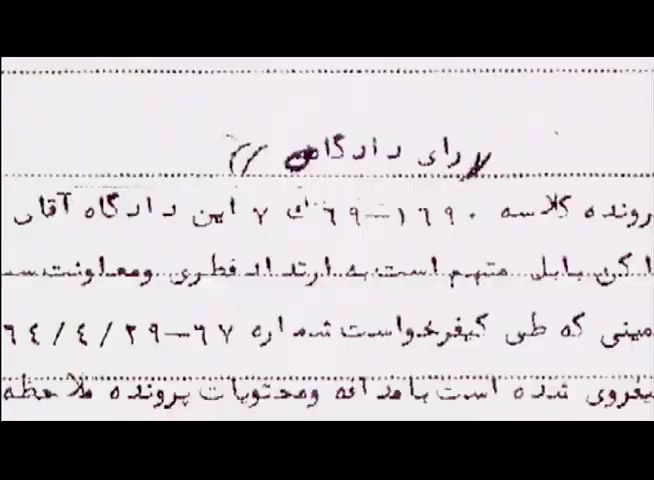 رای دادگاه
رونده کلاسه ۱۶۹۰–۶۹ ک ۷ این دادگاه آقای
اکن بابل متهم است به ارتداد فطری ومعاونت
مینی که طی کیفرخواست شماره ۶۷–۶۴/۴/۲۹
یفروی شده است بامداقه ومحتویات پرونده ملاحظه